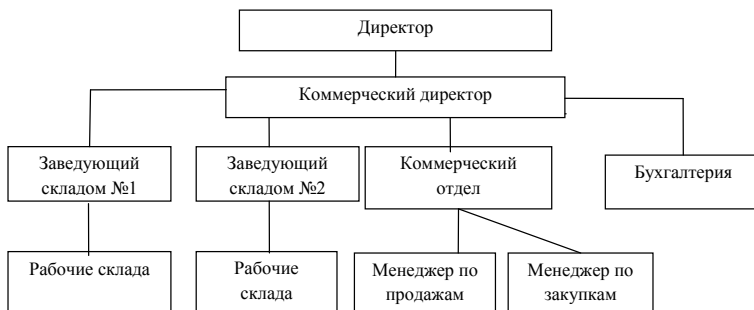 Директор
Коммерческий директор
Заведующий
складом №1
Заведующий
складом №2
Коммерческий
отдел
Бухгалтерия
Рабочие склада
Рабочие
склада
Менеджер по
продажам
Менеджер по
закупкам